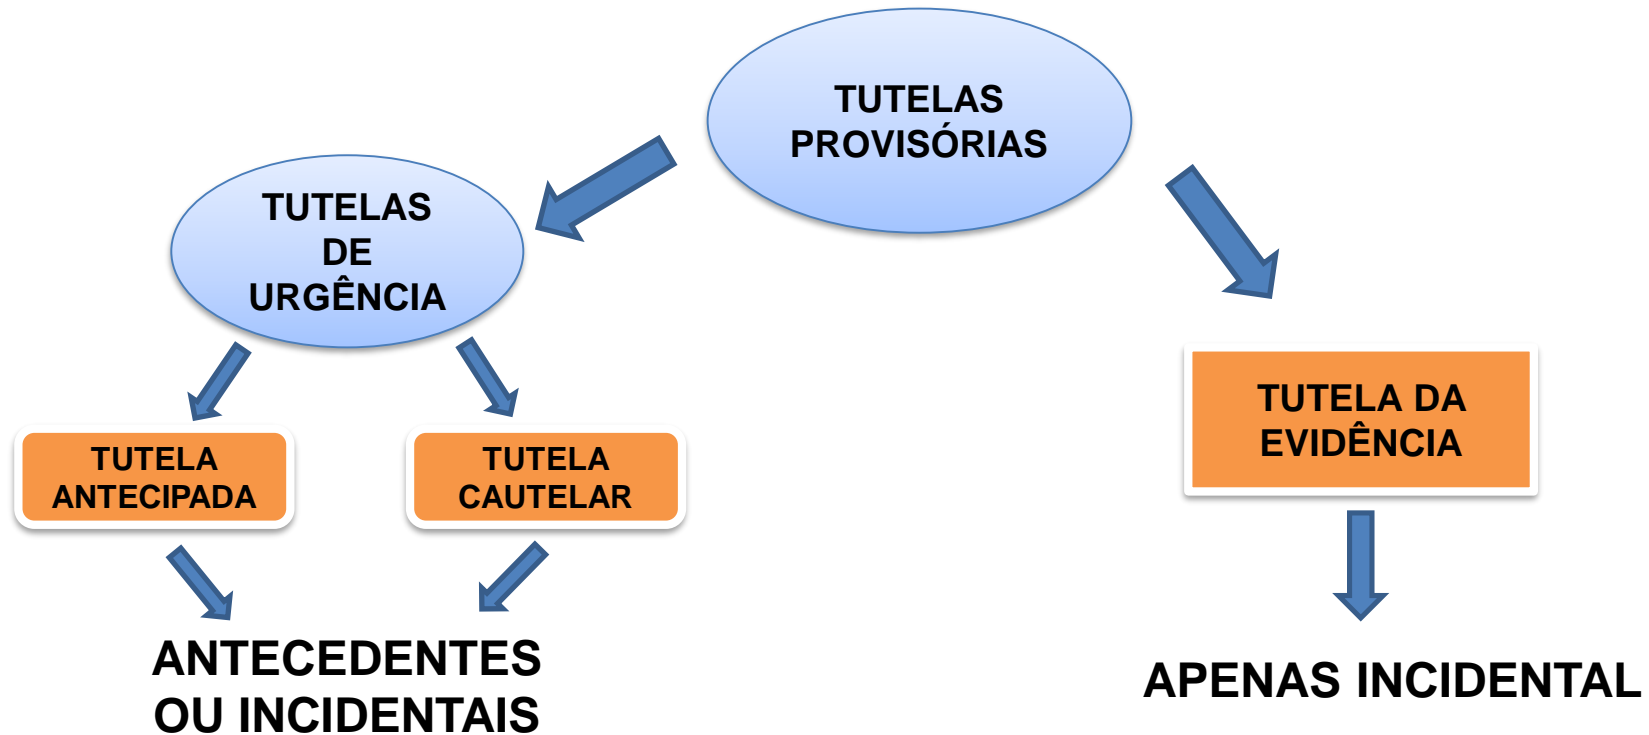 TUTELAS
PROVISÓRIAS
TUTELAS
DE
URGÊNCIA
TUTELA
ANTECIPADA
TUTELA
CAUTELAR
TUTELA DA
EVIDÊNCIA
ANTECEDENTES
OU INCIDENTAIS
APENAS INCIDENTAL